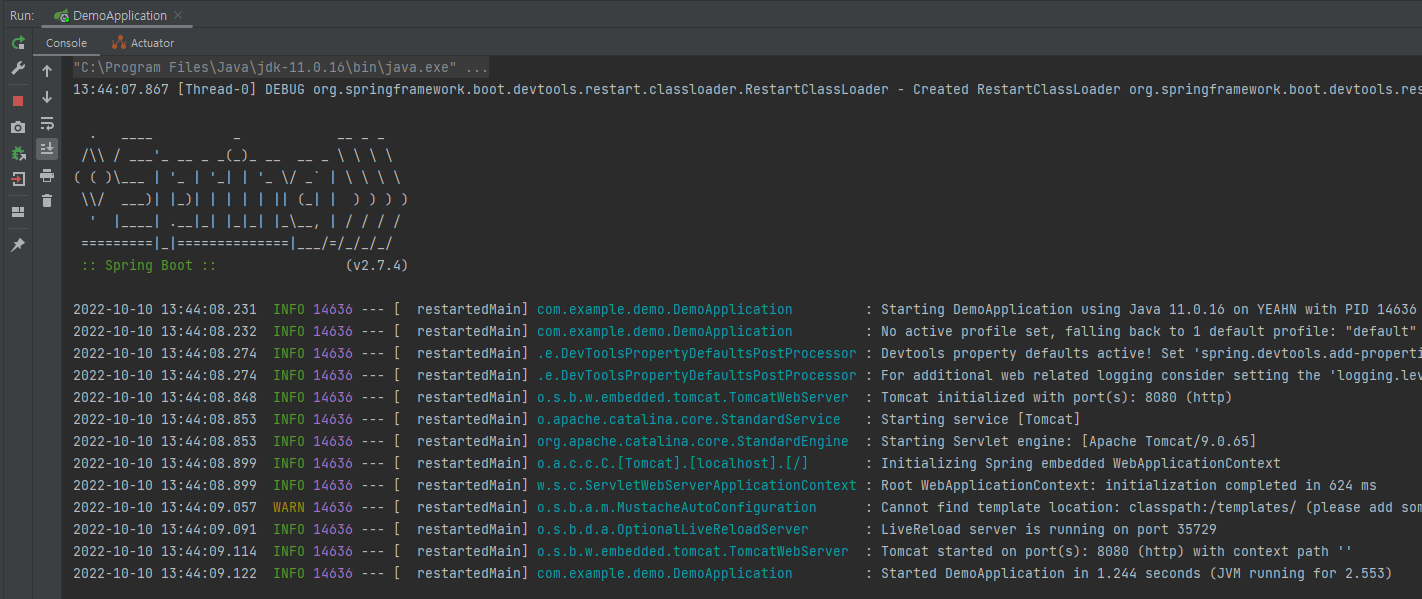 Run: DemoApplication
Console Actuator
"C:\Program Files\Java\jdk-11.0.16\bin\java.exe" ...
13:44:07.867 [Thread-0] DEBUG org.springframework.boot.devtools.restart.classloader.RestartClassLoader - Created RestartClassLoader org.springframework.boot.devtools.res
  .   ____          _            __ _ _
 /\\ / ___'_ __ _ _(_)_ __  __ _ \ \ \ \
( ( )\___ | '_ | '_| | '_ \/ _` | \ \ \ \
 \\/  ___)| |_)| | | | | || (_| |  ) ) ) )
  '  |____| .__|_| |_|_| |_\__, | / / / /
 =========|_|==============|___/=/_/_/_/
 :: Spring Boot ::                (v2.7.4)
2022-10-10 13:44:08.231  INFO 14636 --- [  restartedMain] com.example.demo.DemoApplication         : Starting DemoApplication using Java 11.0.16 on YEAHN with PID 14636
2022-10-10 13:44:08.232  INFO 14636 --- [  restartedMain] com.example.demo.DemoApplication         : No active profile set, falling back to 1 default profile: "default"
2022-10-10 13:44:08.274  INFO 14636 --- [  restartedMain] .e.DevToolsPropertyDefaultsPostProcessor : Devtools property defaults active! Set 'spring.devtools.add-properti
2022-10-10 13:44:08.274  INFO 14636 --- [  restartedMain] .e.DevToolsPropertyDefaultsPostProcessor : For additional web related logging consider setting the 'logging.lev
2022-10-10 13:44:08.848  INFO 14636 --- [  restartedMain] o.s.b.w.embedded.tomcat.TomcatWebServer  : Tomcat initialized with port(s): 8080 (http)
2022-10-10 13:44:08.853  INFO 14636 --- [  restartedMain] o.apache.catalina.core.StandardService   : Starting service [Tomcat]
2022-10-10 13:44:08.853  INFO 14636 --- [  restartedMain] org.apache.catalina.core.StandardEngine  : Starting Servlet engine: [Apache Tomcat/9.0.65]
2022-10-10 13:44:08.899  INFO 14636 --- [  restartedMain] o.a.c.c.C.[Tomcat].[localhost].[/]       : Initializing Spring embedded WebApplicationContext
2022-10-10 13:44:08.899  INFO 14636 --- [  restartedMain] w.s.c.ServletWebServerApplicationContext : Root WebApplicationContext: initialization completed in 624 ms
2022-10-10 13:44:09.057  WARN 14636 --- [  restartedMain] o.s.b.a.m.MustacheAutoConfiguration      : Cannot find template location: classpath:/templates/ (please add som
2022-10-10 13:44:09.091  INFO 14636 --- [  restartedMain] o.s.b.d.a.OptionalLiveReloadServer       : LiveReload server is running on port 35729
2022-10-10 13:44:09.114  INFO 14636 --- [  restartedMain] o.s.b.w.embedded.tomcat.TomcatWebServer  : Tomcat started on port(s): 8080 (http) with context path ''
2022-10-10 13:44:09.122  INFO 14636 --- [  restartedMain] com.example.demo.DemoApplication         : Started DemoApplication in 1.244 seconds (JVM running for 2.553)